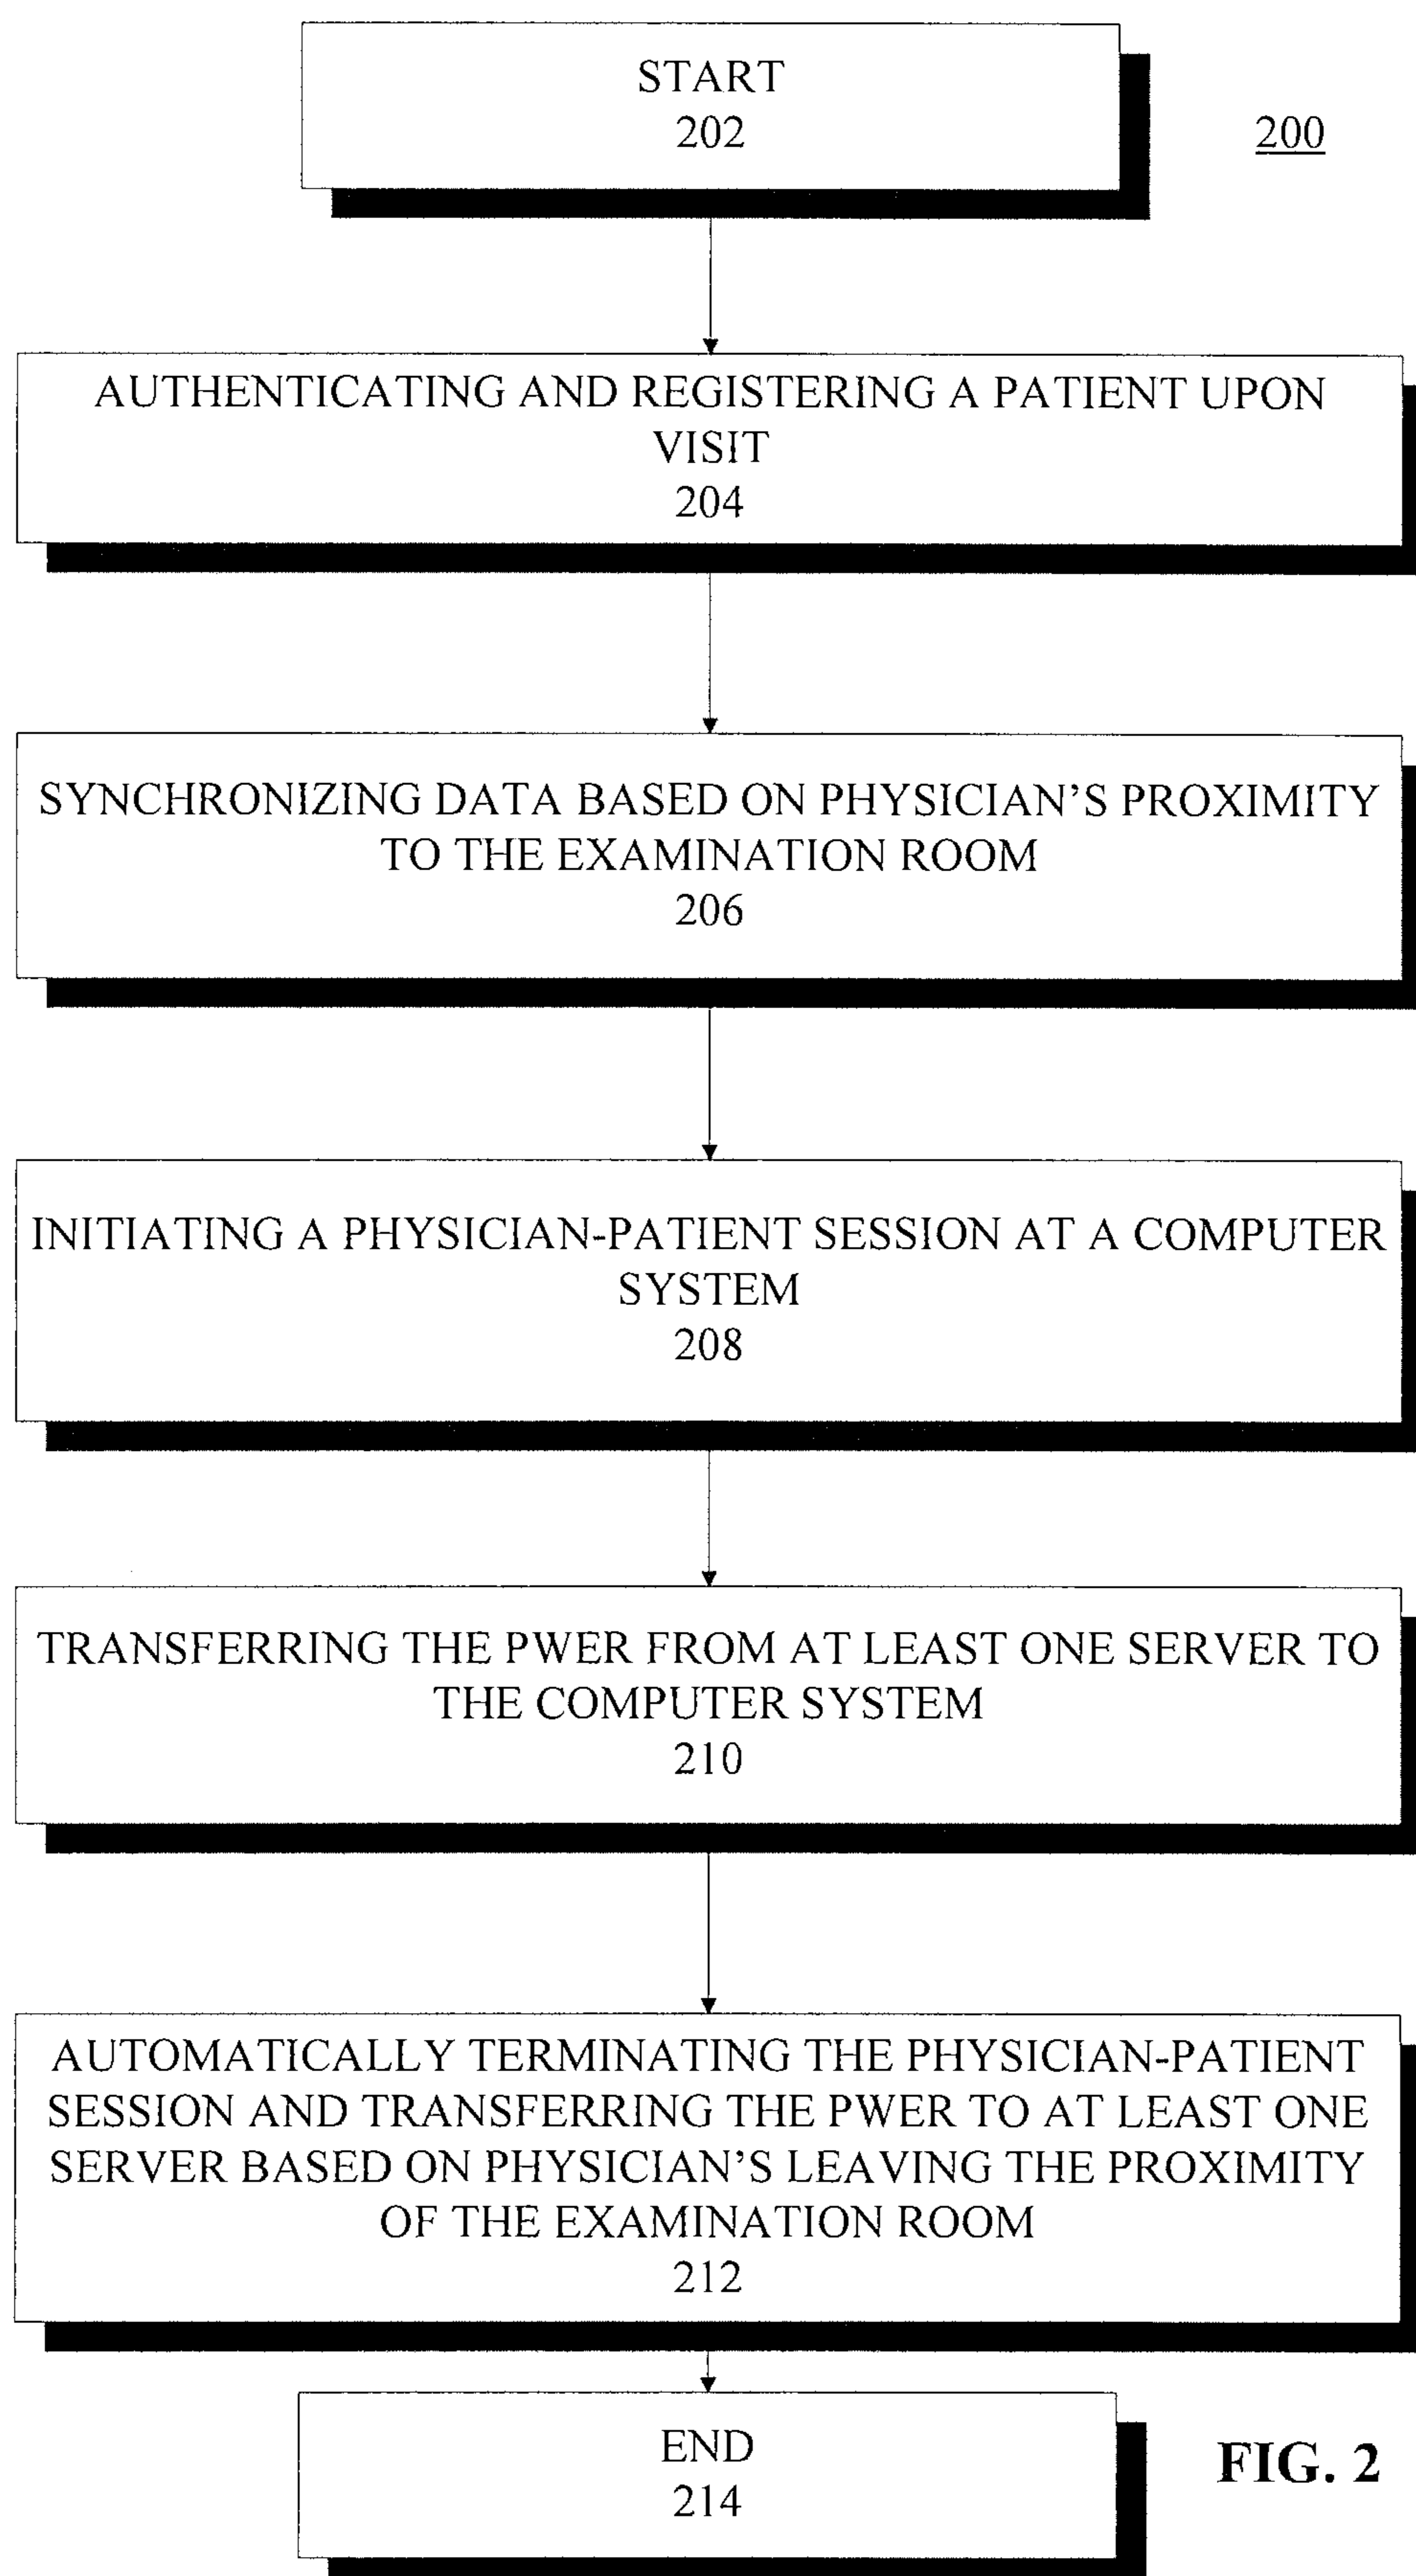 START
202
200
AUTHENTICATING AND REGISTERING A PATIENT UPON
VISIT
204
SYNCHRONIZING DATA BASED ON PHYSICIAN'S PROXIMITY
TO THE EXAMINATION ROOM
206
INITIATING A PHYSICIAN-PATIENT SESSION AT A COMPUTER
SYSTEM
208
TRANSFERRING THE PWER FROM AT LEAST ONE SERVER TO
THE COMPUTER SYSTEM
210
AUTOMATICALLY TERMINATING THE PHYSICIAN-PATIENT
SESSION AND TRANSFERRING THE PWER TO AT LEAST ONE
SERVER BASED ON PHYSICIAN'S LEAVING THE PROXIMITY
OF THE EXAMINATION ROOM
212
END
214
FIG. 2